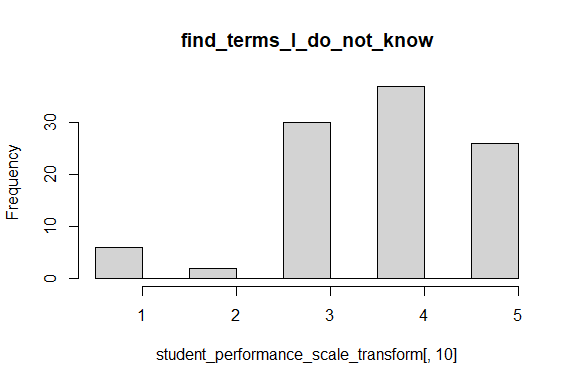 find_terms_I_do_not_know
Frequency
30
20
10
0
1 2 3 4 5
student_performance_scale_transform[, 10]